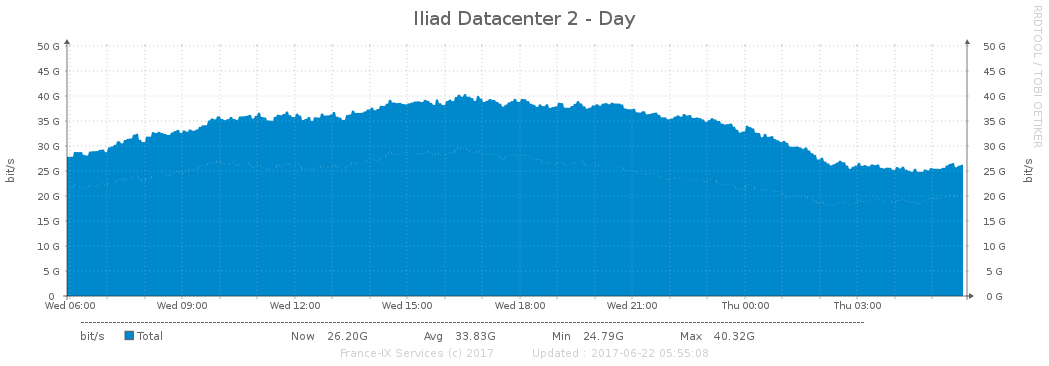 Iliad Datacenter 2 - Day
RRDTOOL / TOBI OETIKER
50 G 50 G
45 G 45 G
40 G 40 G
35 G 35 G
30 G 30 G
25 G 25 G
20 G 20 G
15 G 15 G
10 G 10 G
5 G 5 G
0 0 G
bit/s bit/s
Wed 06:00 Wed 09:00 Wed 12:00 Wed 15:00 Wed 18:00 Wed 21:00 Thu 00:00 Thu 03:00
bit/s Total Now 26.20G Avg 33.83G Min 24.79G Max 40.32G
France-IX Services (c) 2017 Updated : 2017-06-22 05:55:08